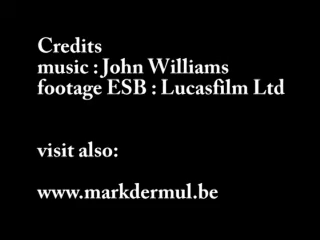 Credits
music : John Williams
footage ESB : Lucasfilm Ltd
visit also:
www.markdermul.be